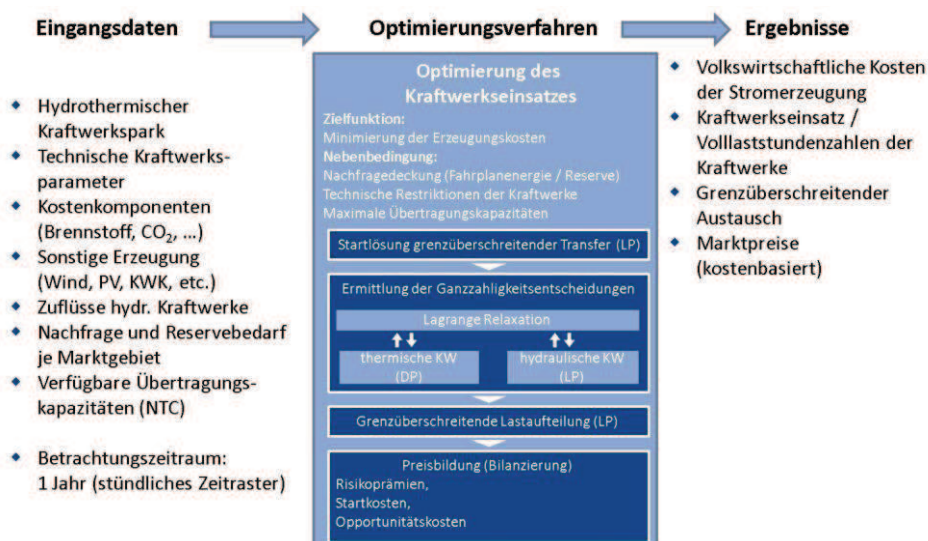 Eingangsdaten
Optimierungsverfahren
Ergebnisse
Hydrothermischer
Kraftwerkspark
Technische Kraftwerks-
parameter
Kostenkomponenten
(Brennstoff, CO₂, ...)
Sonstige Erzeugung
(Wind, PV, KWK, etc.)
Zuflüsse hydr. Kraftwerke
Nachfrage und Reservebedarf
je Marktgebiet
Verfügbare Übertragungs-
kapazitäten (NTC)
Betrachtungszeitraum:
1 Jahr (stündliches Zeitraster)
Optimierung des
Kraftwerkseinsatzes
Zielfunktion:
Minimierung der Erzeugungskosten
Nebenbedingung:
Nachfragedeckung (Fahrplanenergie / Reserve)
Technische Restriktionen der Kraftwerke
Maximale Übertragungskapazitäten
Startlösung grenzüberschreitender Transfer (LP)
Ermittlung der Ganzzahligkeitsentscheidungen
Lagrange Relaxation
thermische KW
(DP)
hydraulische KW
(LP)
Grenzüberschreitende Lastaufteilung (LP)
Preisbildung (Bilanzierung)
Risikoprämien,
Startkosten,
Opportunitätskosten
Volkswirtschaftliche Kosten
der Stromerzeugung
Kraftwerkseinsatz /
Volllaststundenzahlen der
Kraftwerke
Grenzüberschreitender
Austausch
Marktpreise
(kostenbasiert)